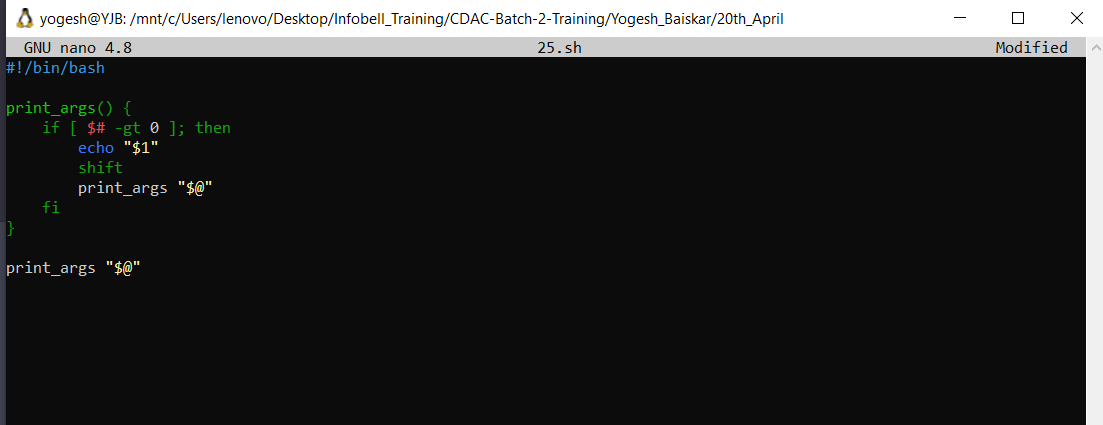 yogesh@YJB: /mnt/c/Users/lenovo/Desktop/Infobell_Training/CDAC-Batch-2-Training/Yogesh_Baiskar/20th_April
GNU nano 4.8 25.sh Modified
#!/bin/bash
print_args() {
    if [ $# -gt 0 ]; then
        echo "$1"
        shift
        print_args "$@"
    fi
}
print_args "$@"